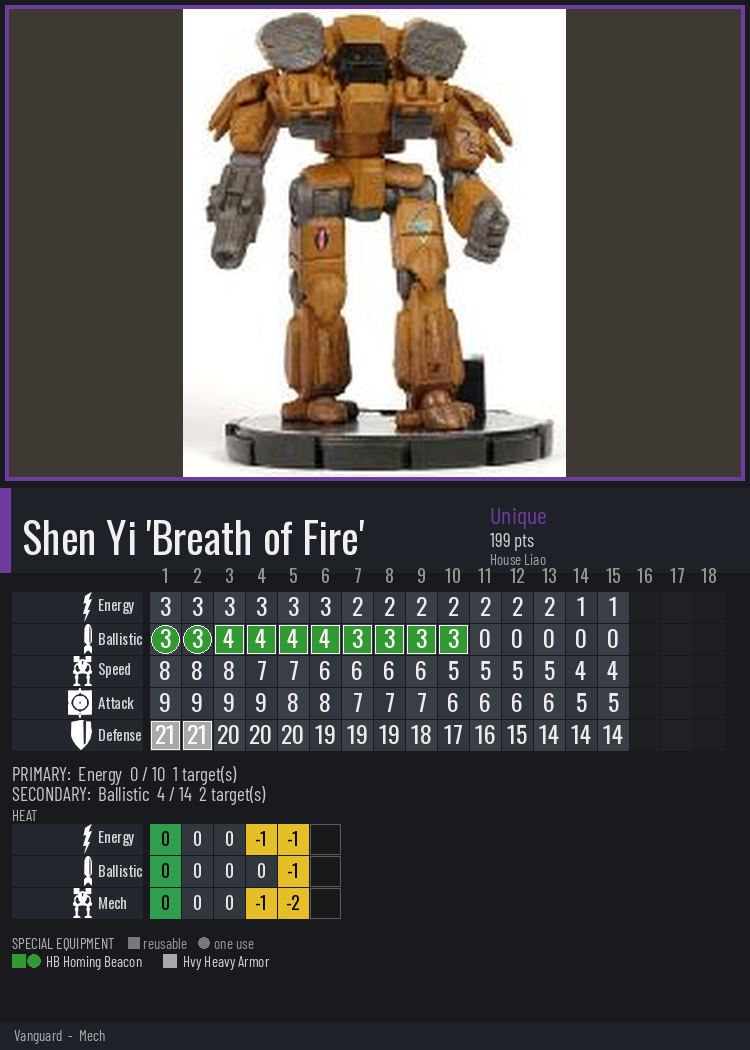 Shen Yi 'Breath of Fire'
Unique
199 pts
House Liao
1 2 3 4 5 6 7 8 9 10 11 12 13 14 15 16 17 18
Energy 3 3 3 3 3 3 2 2 2 2 2 2 2 1 1
Ballistic 3 3 4 4 4 4 3 3 3 3 0 0 0 0 0
Speed 8 8 8 7 7 6 6 6 6 5 5 5 5 4 4
Attack 9 9 9 9 8 8 7 7 7 6 6 6 6 5 5
Defense 21 21 20 20 20 19 19 19 18 17 16 15 14 14 14
PRIMARY: Energy 0 / 10 1 target(s)
SECONDARY: Ballistic 4 / 14 2 target(s)
HEAT
Energy 0 0 0 -1 -1
Ballistic 0 0 0 0 -1
Mech 0 0 0 -1 -2
SPECIAL EQUIPMENT reusable one use
HB Homing Beacon Hvy Heavy Armor
Vanguard - Mech